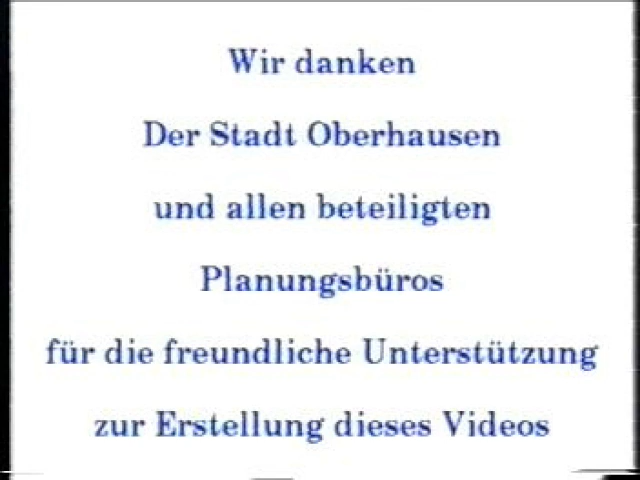 Wir danken
Der Stadt Oberhausen
und allen beteiligten
Planungsbüros
für die freundliche Unterstützung
zur Erstellung dieses Videos